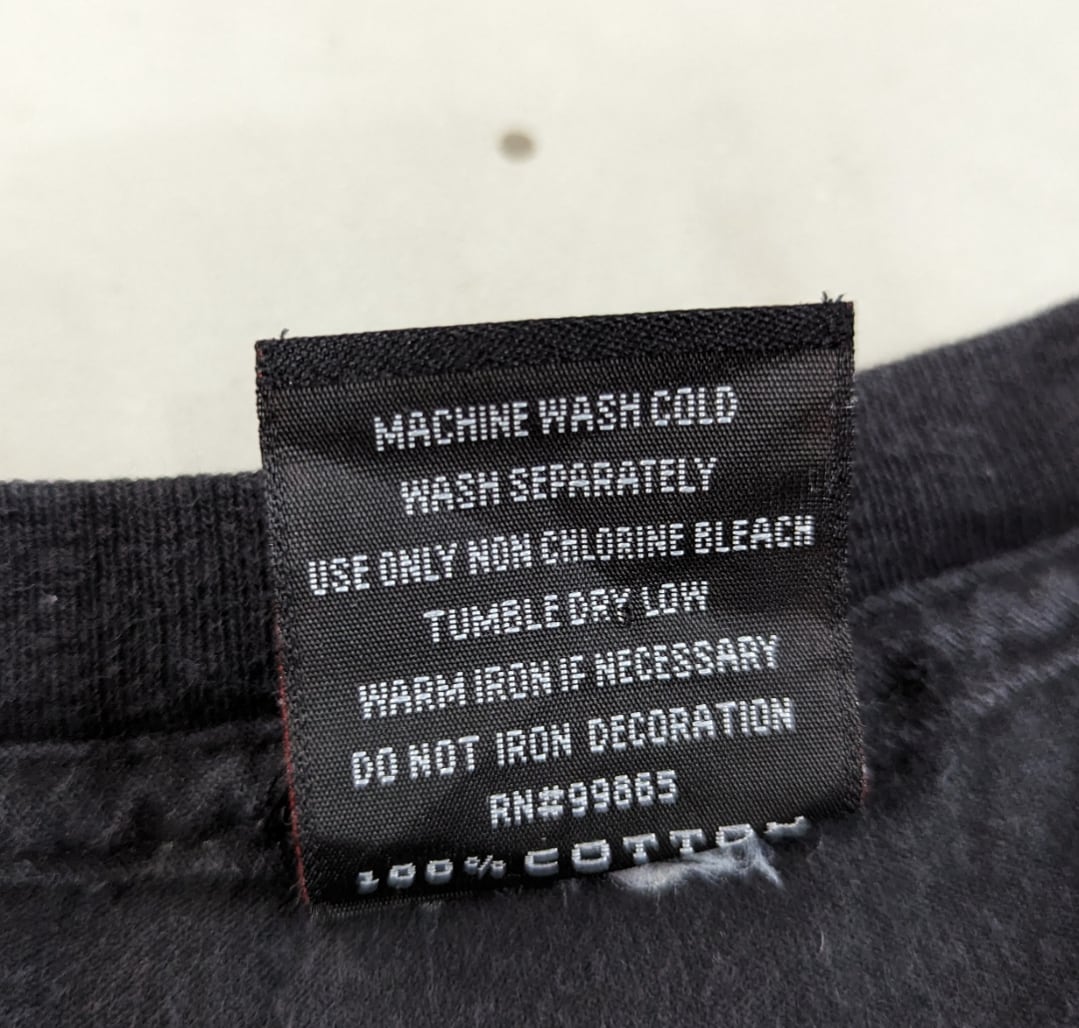 MACHINE WASH COLD
WASH SEPARATELY
USE ONLY NON CHLORINE BLEACH
TUMBLE DRY LOW
WARM IRON IF NECESSARY
DO NOT IRON DECORATION
RN#99865
100% COTTON